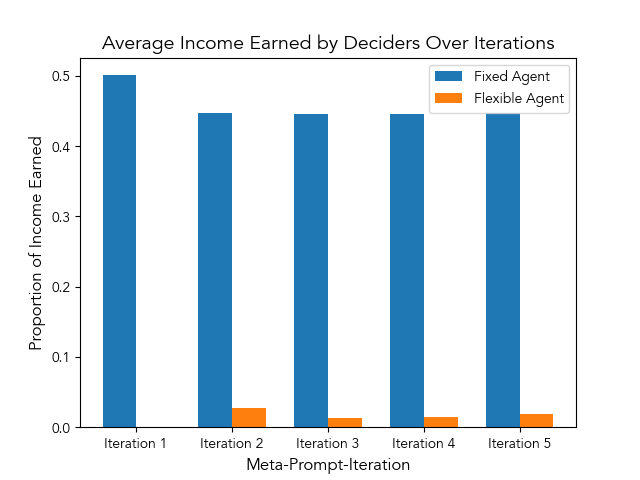 Average Income Earned by Deciders Over Iterations
Fixed Agent
Flexible Agent
Proportion of Income Earned
0.5
0.4
0.3
0.2
0.1
0.0
Iteration 1
Iteration 2
Iteration 3
Iteration 4
Iteration 5
Meta-Prompt-Iteration